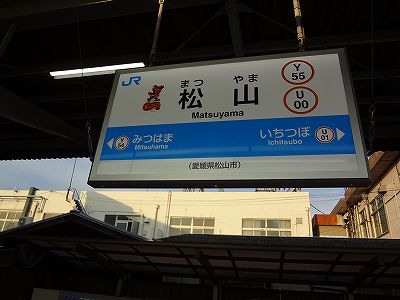 JR
まつ やま
松山
Matsuyama
Y
55
U
00
みつはま
Mitsuhama
いちつぼ
Ichitsubo
U
01
(愛媛県松山市)